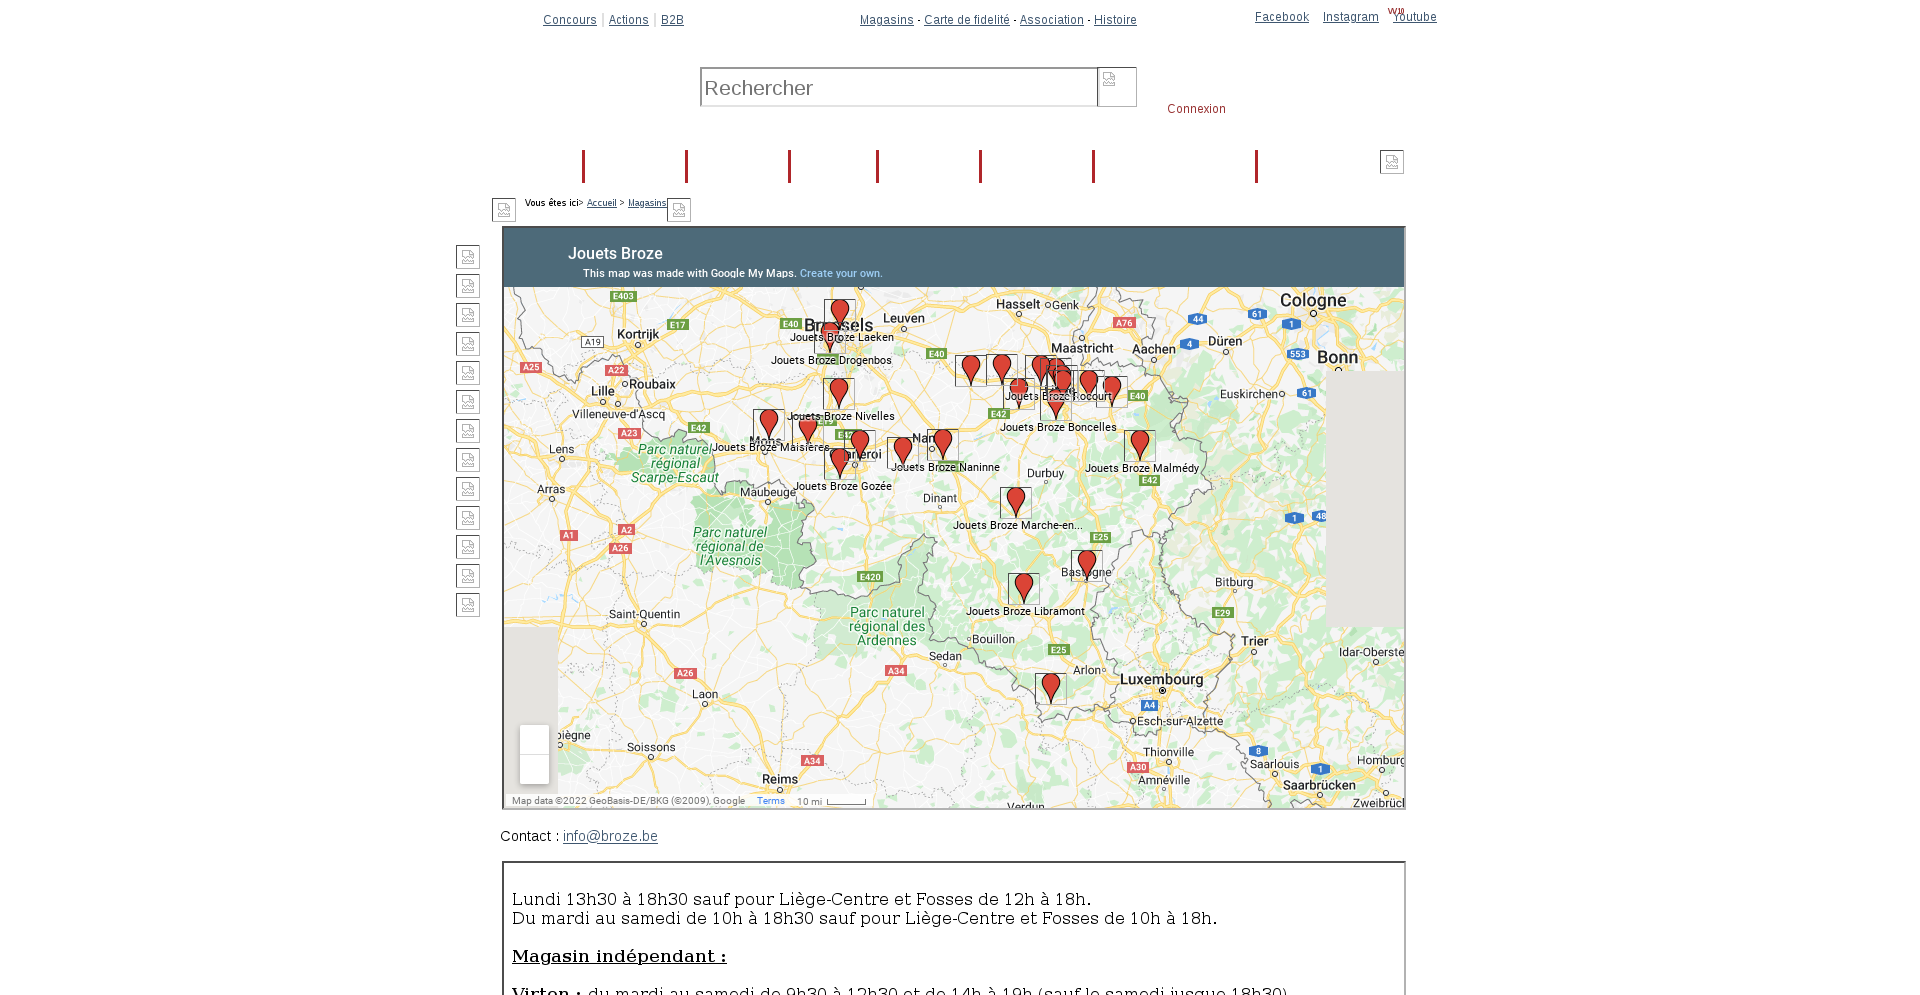 Concours | Actions | B2B
Magasins - Carte de fidelité - Association - Histoire
Facebook Instagram Youtube
Rechercher
Connexion
Vous êtes ici> Accueil > Magasins
Jouets Broze
This map was made with Google My Maps. Create your own.
E403
Hasselt
Genk
Cologne
E17
E40
Brussels
Leuven
A76
44
61
1
Kortrijk
Jouets Broze Laeken
A19
Maastricht
Aachen
4
Düren
553
Bonn
Jouets Broze Drogenbos
E40
A25
A22
Lille
Roubaix
Villeneuve-d'Ascq
Jouets Broze Rocourt
E40
Euskirchen
61
Jouets Broze Nivelles
E19
E42
Jouets Broze Boncelles
A23
E42
Mons
Jouets Broze Maisières
Lens
Parc naturel
régional
Scarpe-Escaut
Jouets Broze Naninne
Jouets Broze Malmédy
Durbuy
E42
Arras
Maubeuge
Jouets Broze Gozée
Dinant
Jouets Broze Marche-en...
1
48
A1
A2
A26
Parc naturel
régional de
l'Avesnois
E25
E420
Bastogne
Bitburg
Saint-Quentin
Jouets Broze Libramont
Parc naturel
régional des
Ardennes
E29
Bouillon
Trier
Sedan
E25
Idar-Oberste
A26
A34
Arlon
Luxembourg
Laon
A4
Esch-sur-Alzette
piègne
Soissons
Thionville
8
A34
A30
Saarlouis
1
Homburg
Reims
Amnéville
Saarbrücken
Verdun
Zweibrück
Map data ©2022 GeoBasis-DE/BKG (©2009), Google Terms 10 mi
Contact : info@broze.be
Lundi 13h30 à 18h30 sauf pour Liège-Centre et Fosses de 12h à 18h.
Du mardi au samedi de 10h à 18h30 sauf pour Liège-Centre et Fosses de 10h à 18h.
Magasin indépendant :
Virton : du mardi au samedi de 9h30 à 12h30 et de 14h à 19h (sauf le samedi jusque 18h30)